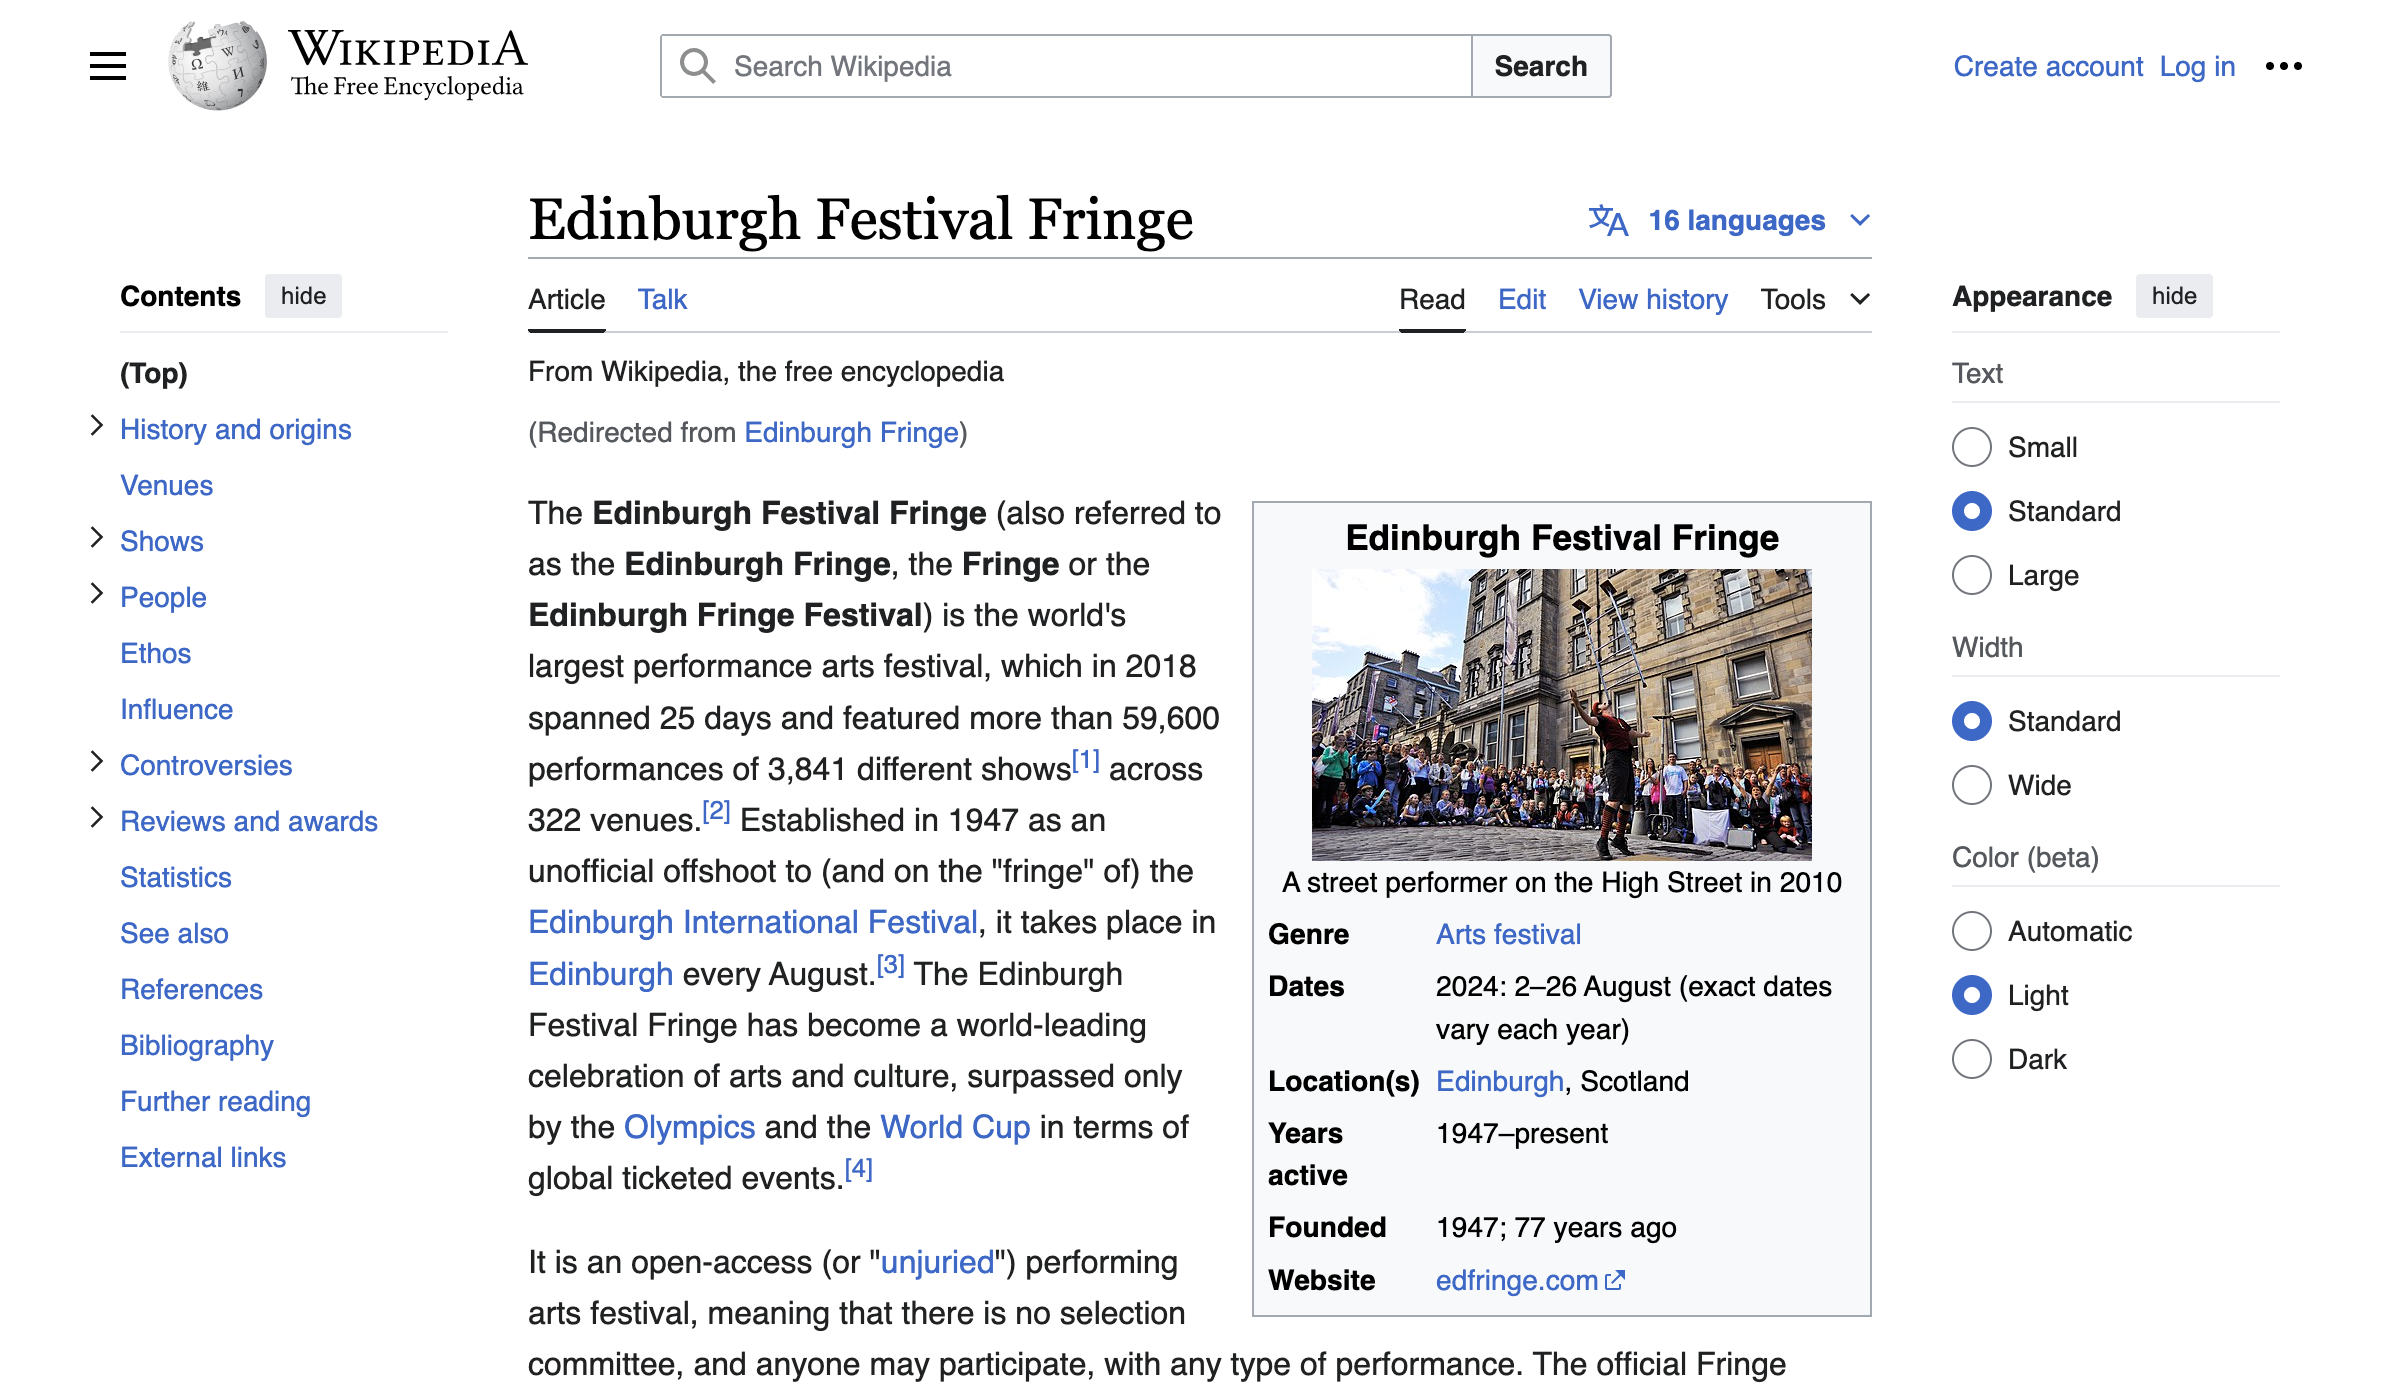 WIKIPEDIA
The Free Encyclopedia
Search Wikipedia
Search
Create account
Log in
Edinburgh Festival Fringe
16 languages
Contents
hide
(Top)
History and origins
Venues
Shows
People
Ethos
Influence
Controversies
Reviews and awards
Statistics
See also
References
Bibliography
Further reading
External links
Article
Talk
Read
Edit
View history
Tools
From Wikipedia, the free encyclopedia
(Redirected from Edinburgh Fringe)
The Edinburgh Festival Fringe (also referred to
as the Edinburgh Fringe, the Fringe or the
Edinburgh Fringe Festival) is the world's
largest performance arts festival, which in 2018
spanned 25 days and featured more than 59,600
performances of 3,841 different shows[1] across
322 venues.[2] Established in 1947 as an
unofficial offshoot to (and on the "fringe" of) the
Edinburgh International Festival, it takes place in
Edinburgh every August.[3] The Edinburgh
Festival Fringe has become a world-leading
celebration of arts and culture, surpassed only
by the Olympics and the World Cup in terms of
global ticketed events.[4]
It is an open-access (or "unjuried") performing
arts festival, meaning that there is no selection
committee, and anyone may participate, with any type of performance. The official Fringe
Edinburgh Festival Fringe
A street performer on the High Street in 2010
Genre Arts festival
Dates 2024: 2–26 August (exact dates
vary each year)
Location(s) Edinburgh, Scotland
Years 1947–present
active
Founded 1947; 77 years ago
Website edfringe.com
Appearance
hide
Text
Small
Standard
Large
Width
Standard
Wide
Color (beta)
Automatic
Light
Dark